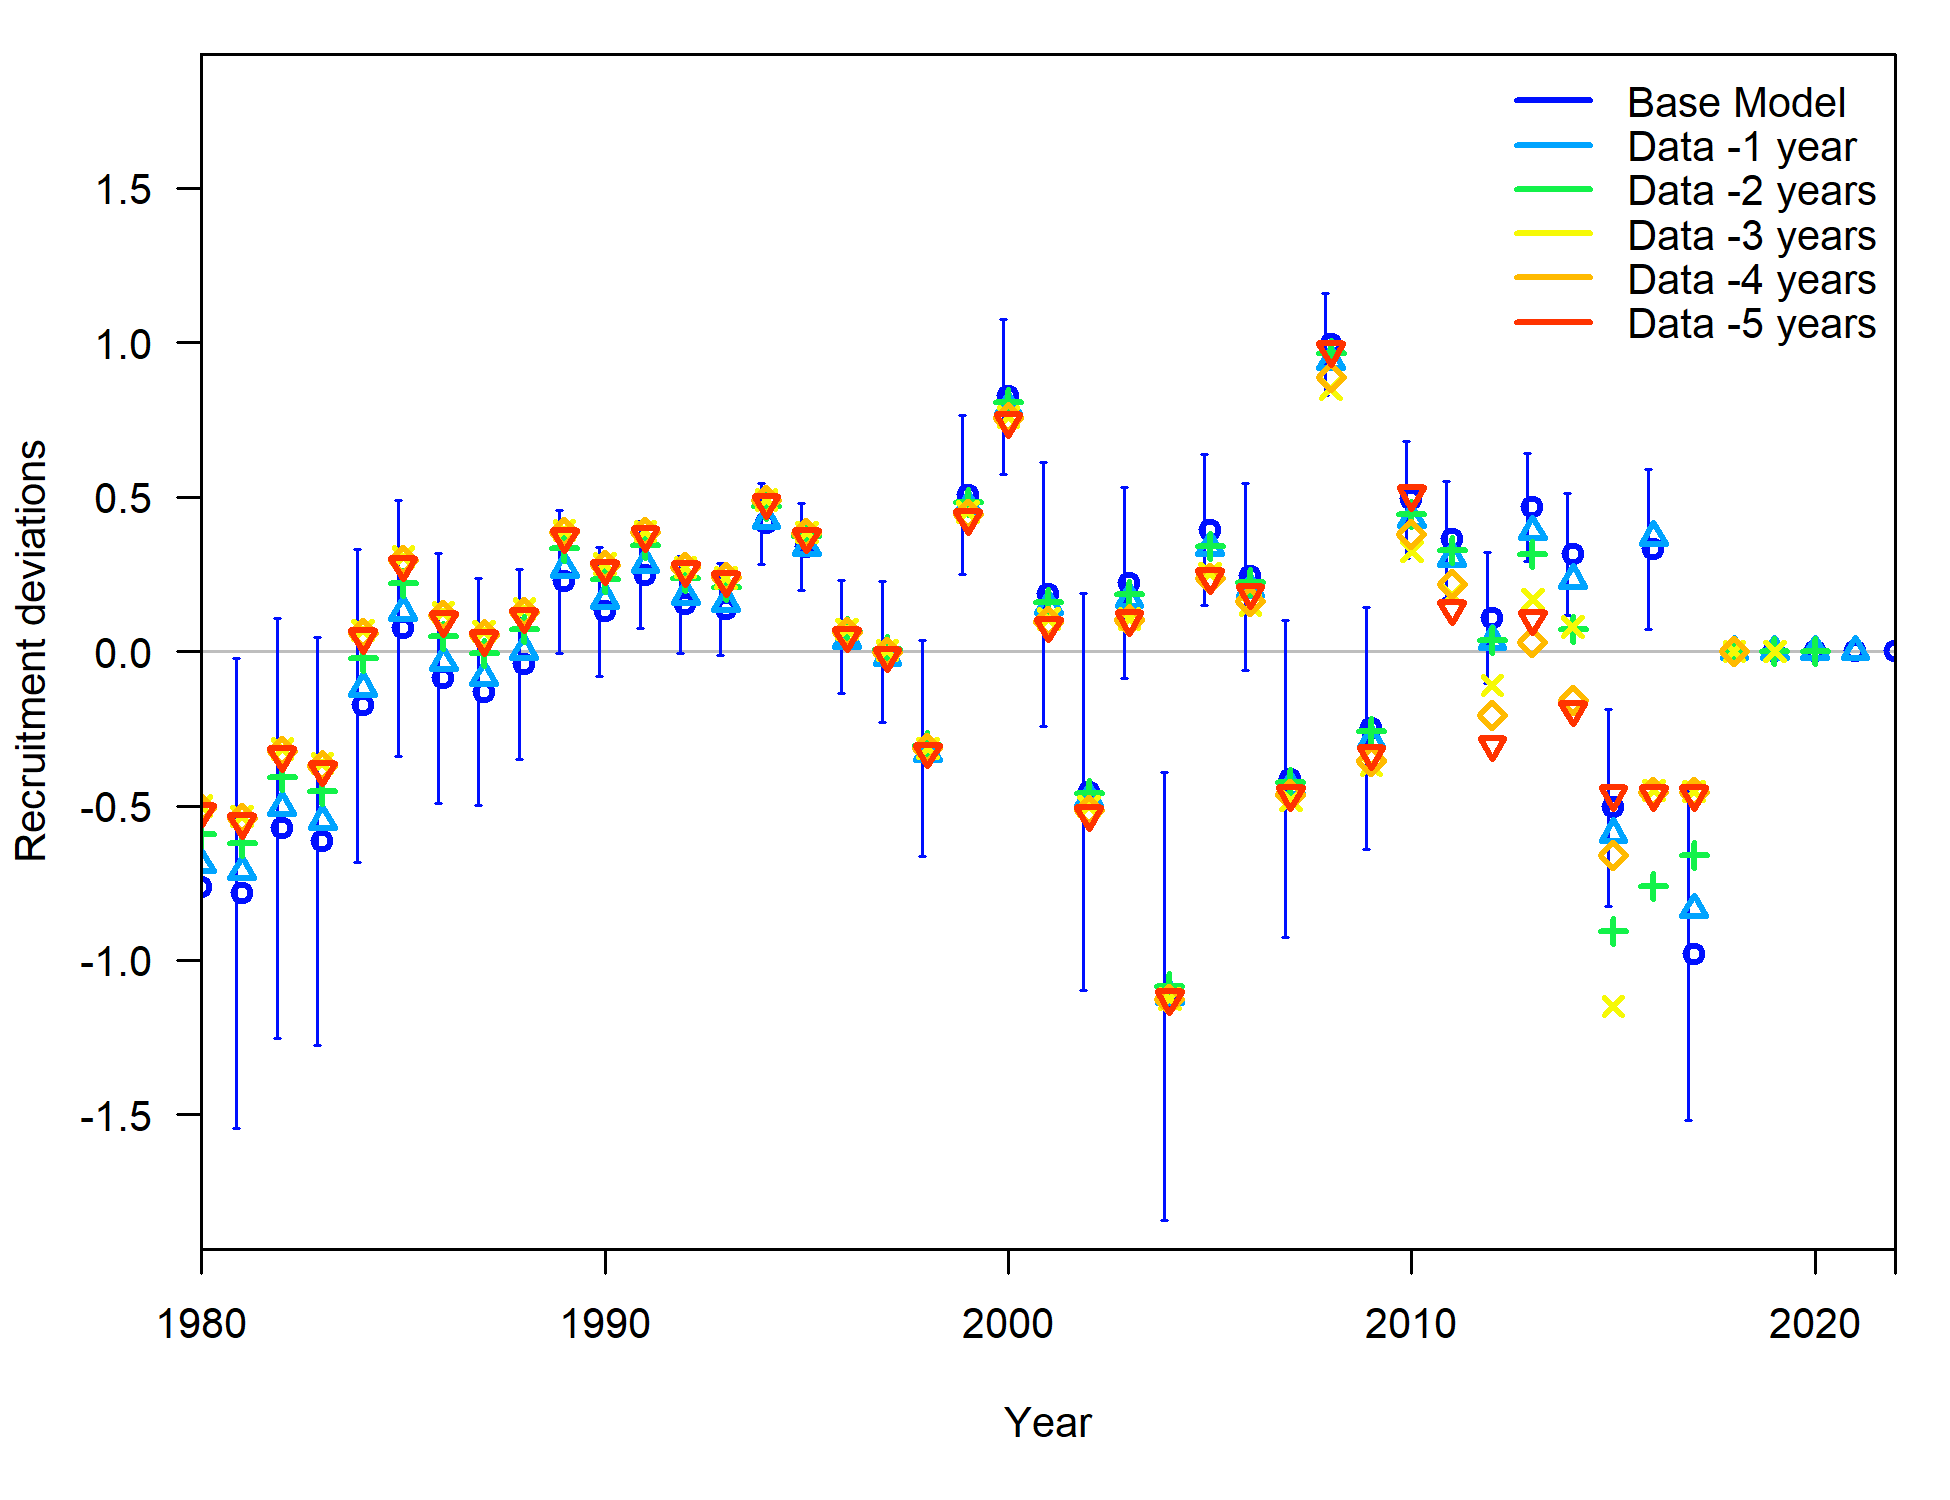 Base Model
Data -1 year
Data -2 years
Data -3 years
Data -4 years
Data -5 years
Recruitment deviations
1.5
1.0
0.5
0.0
-0.5
-1.0
-1.5
1980 1990 2000 2010 2020
Year